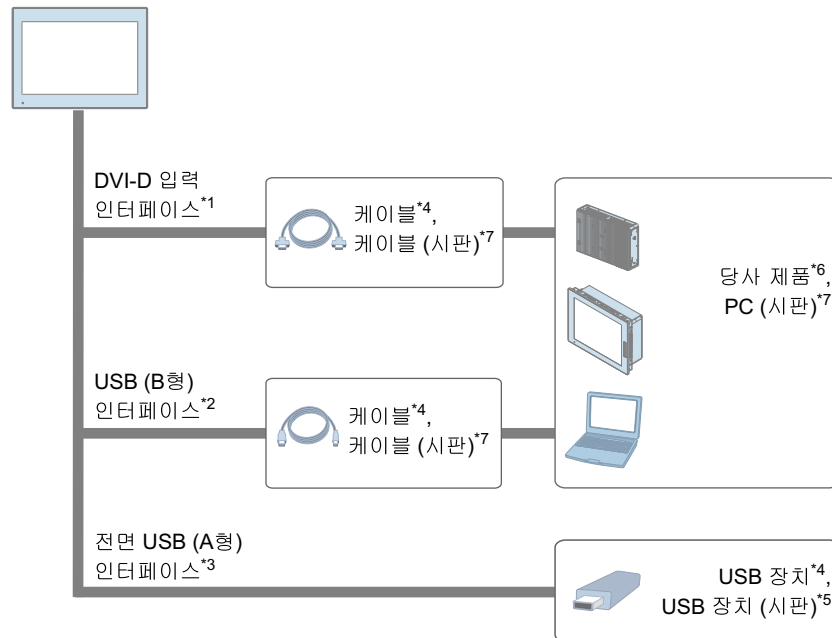 DVI-D 입력
인터페이스*1
케이블*4,
케이블 (시판)*7
당사 제품*6,
PC (시판)*7
USB (B형)
인터페이스*2
케이블*4,
케이블 (시판)*7
전면 USB (A형)
인터페이스*3
USB 장치*4,
USB 장치 (시판)*5